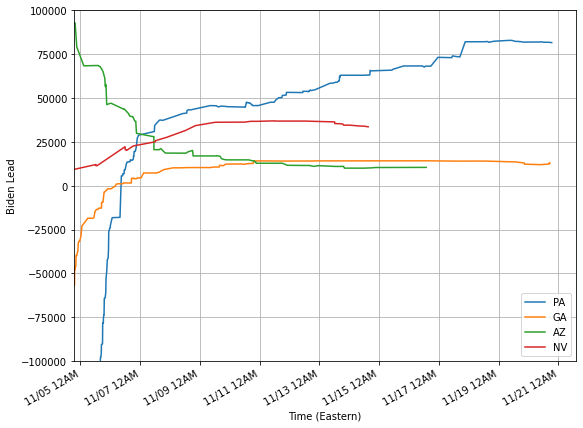 100000
75000
50000
25000
0
−25000
−50000
−75000
−100000
Biden Lead
PA
GA
AZ
NV
11/05 12AM
11/07 12AM
11/09 12AM
11/11 12AM
11/13 12AM
11/15 12AM
11/17 12AM
11/19 12AM
11/21 12AM
Time (Eastern)